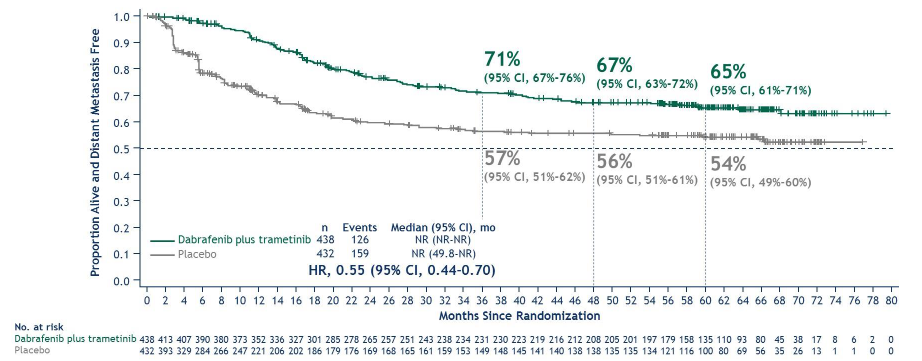 Proportion Alive and Distant Metastasis Free
1.0
0.9
0.8
0.7
0.6
0.5
0.4
0.3
0.2
0.1
0.0
71%
(95% CI, 67%-76%)
67%
(95% CI, 63%-72%)
65%
(95% CI, 61%-71%)
57%
(95% CI, 51%-62%)
56%
(95% CI, 51%-61%)
54%
(95% CI, 49%-60%)
n Events Median (95% CI), mo
Dabrafenib plus trametinib 438 126 NR (NR-NR)
Placebo 432 159 NR (49.8-NR)
HR, 0.55 (95% CI, 0.44-0.70)
0 2 4 6 8 10 12 14 16 18 20 22 24 26 28 30 32 34 36 38 40 42 44 46 48 50 52 54 56 58 60 62 64 66 68 70 72 74 76 78 80
Months Since Randomization
No. at risk
Dabrafenib plus trametinib 438 413 407 390 380 373 352 336 327 301 285 278 276 265 257 247 243 238 231 230 223 219 216 214 208 205 201 197 179 158 135 110 93 80 45 38 17 8 6 2 0
Placebo 432 393 329 284 266 247 221 206 202 186 179 176 168 168 165 161 159 153 149 148 145 141 140 138 138 138 135 131 124 116 100 80 69 56 35 26 13 1 1 0 0